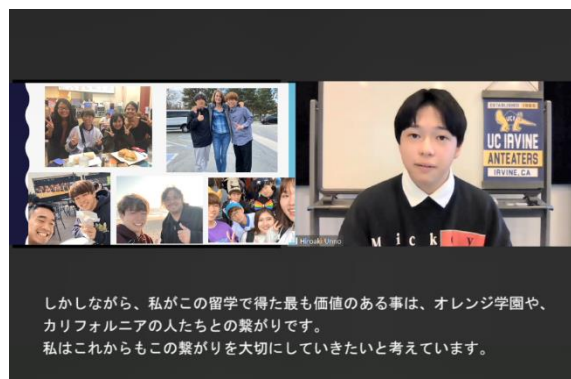 UC IRVINE
ANTEATERS
IRVINE, CA
Hiroaki Unno
Mick Y
しかしながら、私がこの留学で得た最も価値のある事は、オレンジ学園や、
カリフォルニアの人たちとの繋がりです。
私はこれからもこの繋がりを大切にしていきたいと考えています。